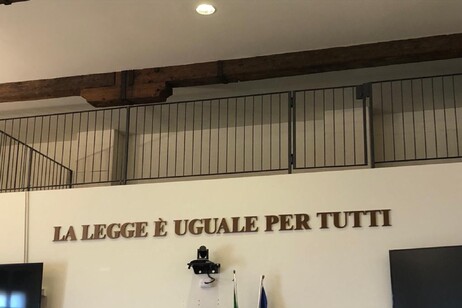 LA LEGGE È UGUALE PER TUTTI